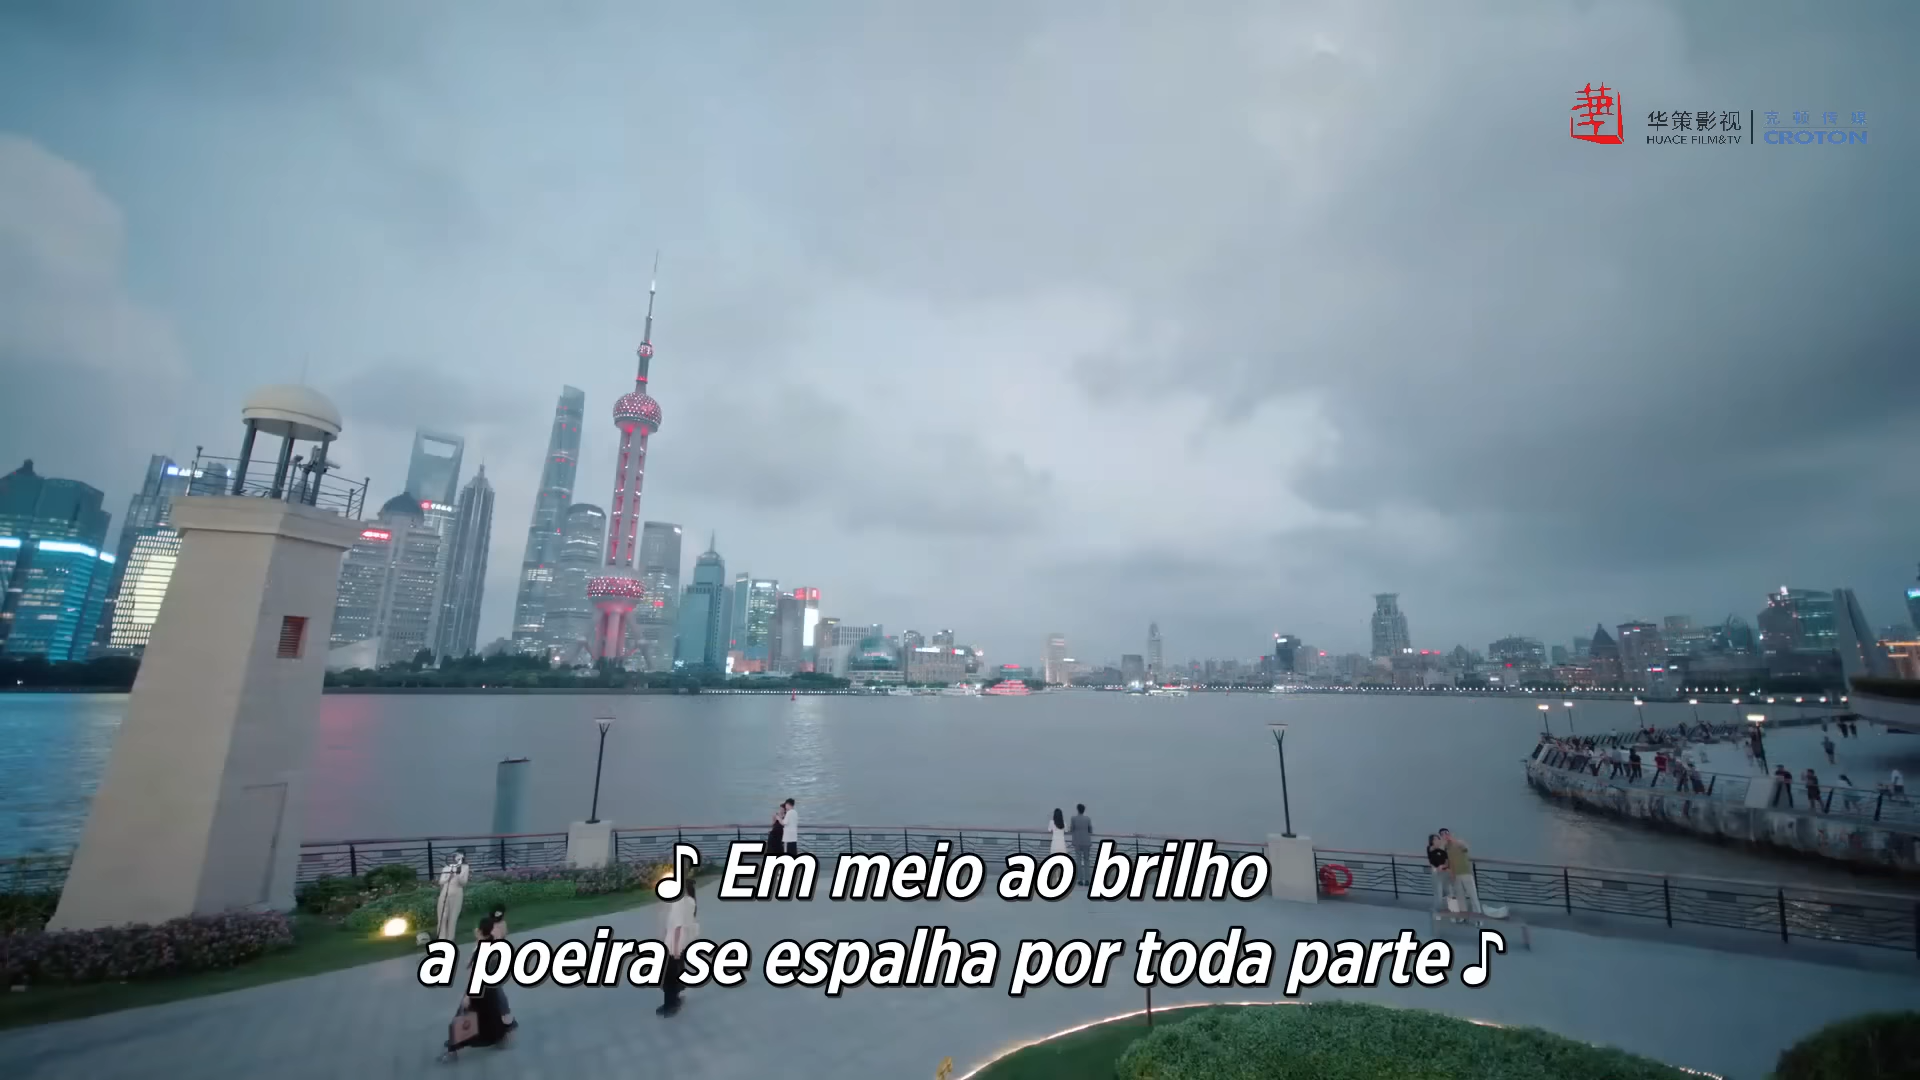 华策影视
HUACE FILM&TV
克顿传媒
CROTON
♪ Em meio ao brilho
a poeira se espalha por toda parte ♪